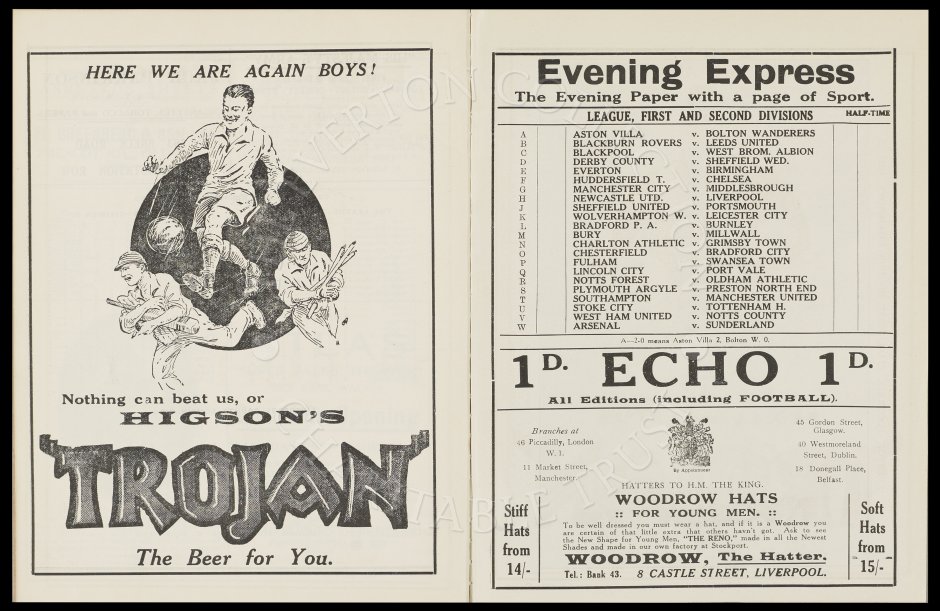 HERE WE ARE AGAIN BOYS!
Nothing can beat us, or
HIGSON'S
"TROJAN"
The Beer for You.
Evening Express
The Evening Paper with a page of Sport.
LEAGUE, FIRST AND SECOND DIVISIONS HALF-TIME
A ASTON VILLA v. BOLTON WANDERERS
B BLACKBURN ROVERS v. LEEDS UNITED
C BLACKPOOL v. WEST BROM. ALBION
D DERBY COUNTY v. SHEFFIELD WED.
E EVERTON v. BIRMINGHAM
F HUDDERSFIELD T. v. CHELSEA
G MANCHESTER CITY v. MIDDLESBROUGH
H NEWCASTLE UTD. v. LIVERPOOL
J SHEFFIELD UNITED v. PORTSMOUTH
K WOLVERHAMPTON W. v. LEICESTER CITY
L BRADFORD P. A. v. BURNLEY
M BURY v. MILLWALL
N CHARLTON ATHLETIC v. GRIMSBY TOWN
O CHESTERFIELD v. BRADFORD CITY
P FULHAM v. SWANSEA TOWN
Q LINCOLN CITY v. PORT VALE
R NOTTS FOREST v. OLDHAM ATHLETIC
S PLYMOUTH ARGYLE v. PRESTON NORTH END
T SOUTHAMPTON v. MANCHESTER UNITED
U STOKE CITY v. TOTTENHAM H.
V WEST HAM UNITED v. NOTTS COUNTY
W ARSENAL v. SUNDERLAND
A—2-0 means Aston Villa 2, Bolton W. 0.
1D. ECHO 1D.
All Editions (including FOOTBALL).
Branches at
46 Piccadilly, London
W. 1.
11 Market Street,
Manchester.
By Appointment
45 Gordon Street,
Glasgow.
40 Westmoreland
Street, Dublin.
18 Donegall Place,
Belfast.
HATTERS TO H.M. THE KING.
WOODROW HATS
:: FOR YOUNG MEN. ::
Stiff
Hats
from
14/-
To be well dressed you must wear a hat, and if it is a Woodrow you
are certain of that little extra that others havn't got. Ask to see
the New Shape for Young Men, "THE RENO," made in all the Newest
Shades and made in our own factory at Stockport.
WOODROW, The Hatter.
Tel.: Bank 43. 8 CASTLE STREET, LIVERPOOL.
Soft
Hats
from
15/-